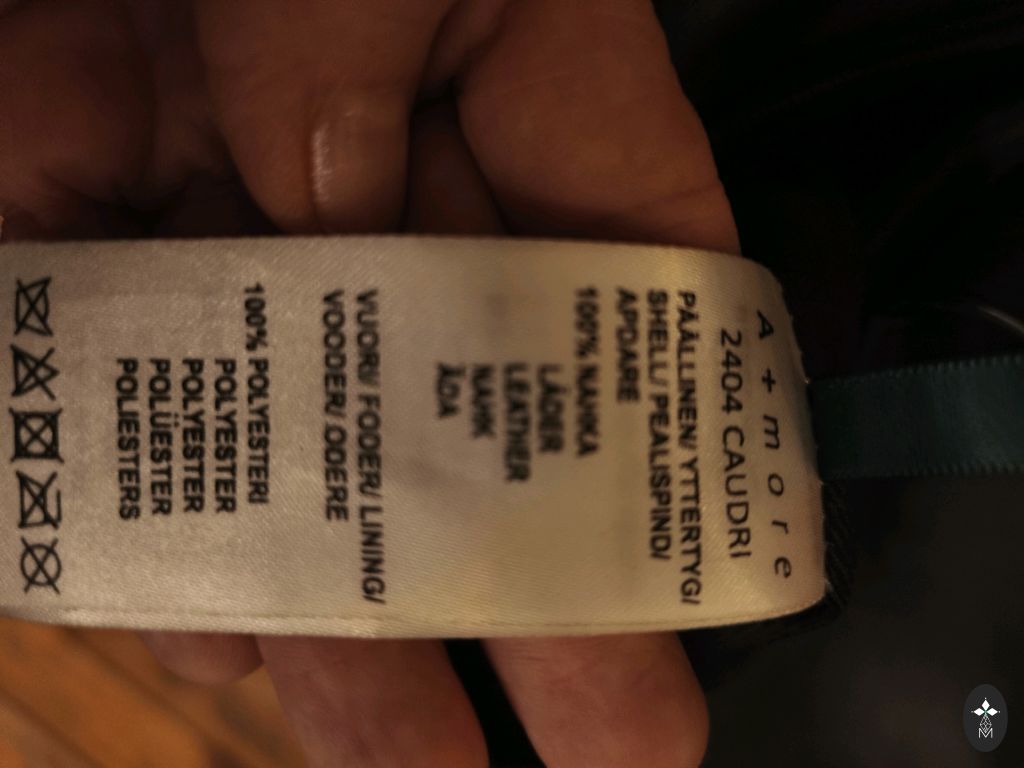 A + more
2404 CAUDRI
PÄÄLLINEN/ YTTERTYG/
SHELL/ PEALISPIND/
APDARE
100% NAHKA
LÄDER
LEATHER
NAHK
ĀDA
VUORI/ FODER/ LINING/
VOODER/ ODERE
100% POLYESTERI
POLYESTER
POLYESTER
POLÜESTER
POLIESTERS
M